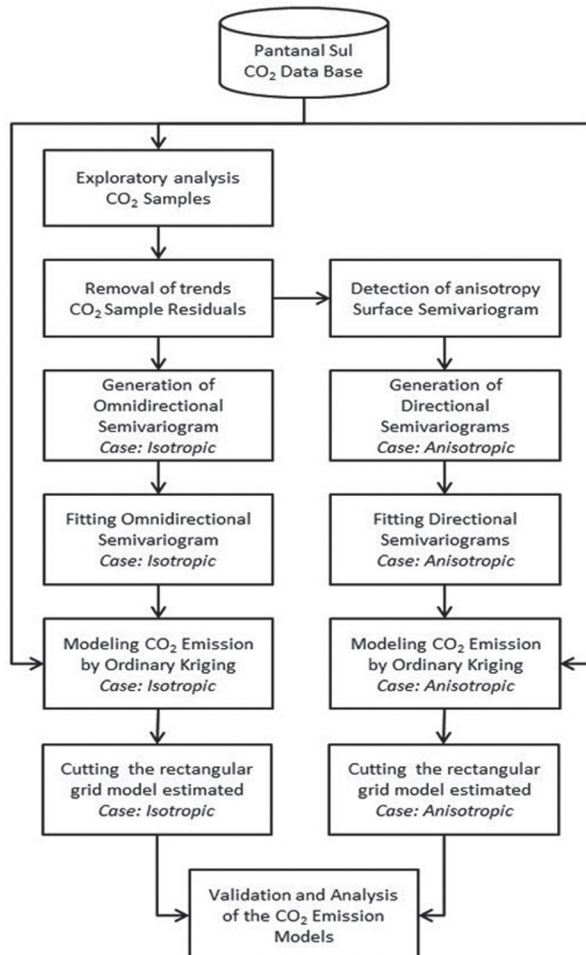 Pantanal Sul
CO₂ Data Base
Exploratory analysis
CO₂ Samples
Removal of trends
CO₂ Sample Residuals
Detection of anisotropy
Surface Semivariogram
Generation of
Omnidirectional
Semivariogram
Case: Isotropic
Generation of
Directional
Semivariograms
Case: Anisotropic
Fitting Omnidirectional
Semivariogram
Case: Isotropic
Fitting Directional
Semivariograms
Case: Anisotropic
Modeling CO₂ Emission
by Ordinary Kriging
Case: Isotropic
Modeling CO₂ Emission
by Ordinary Kriging
Case: Anisotropic
Cutting the rectangular
grid model estimated
Case: Isotropic
Cutting the rectangular
grid model estimated
Case: Anisotropic
Validation and Analysis
of the CO₂ Emission
Models